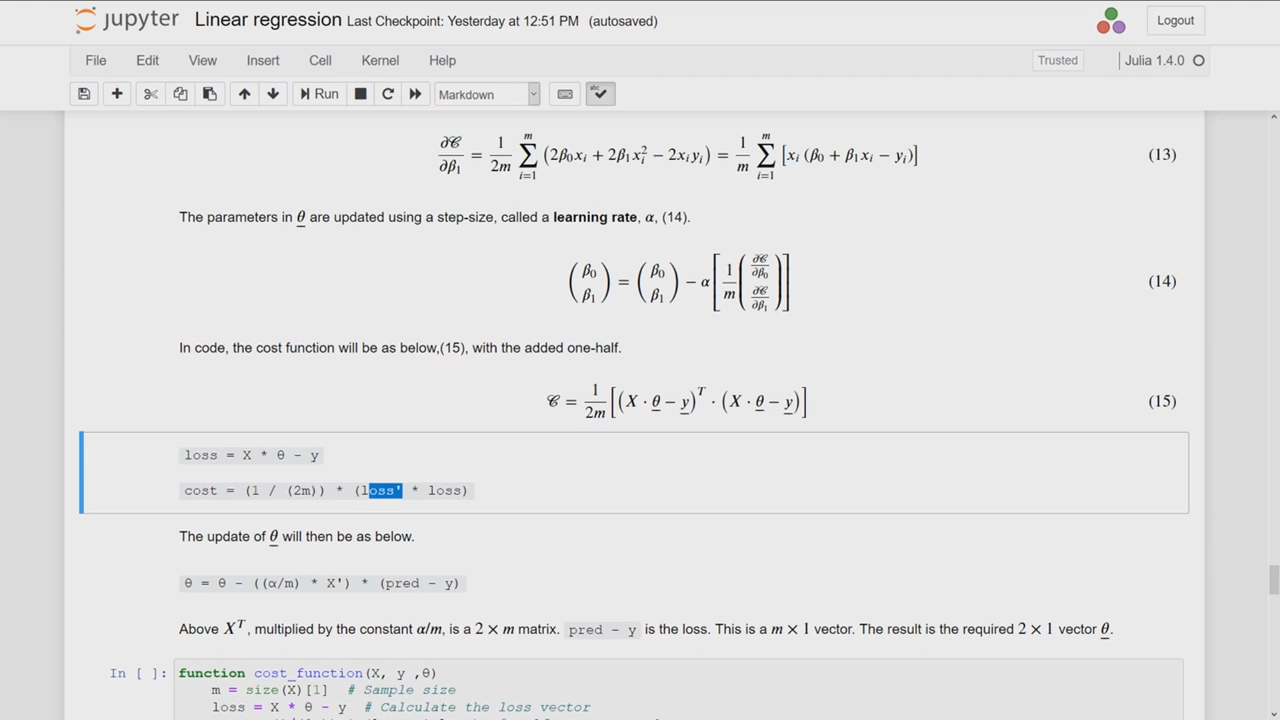 jupyter Linear regression Last Checkpoint: Yesterday at 12:51 PM (autosaved) Logout
File Edit View Insert Cell Kernel Help Trusted Julia 1.4.0
Run Markdown
∂𝒞/∂β₁ = 1/2m ∑ᵢ₌₁ᵐ (2β₀xᵢ + 2β₁xᵢ² − 2xᵢyᵢ) = 1/m ∑ᵢ₌₁ᵐ [xᵢ (β₀ + β₁xᵢ − yᵢ)] (13)
The parameters in θ are updated using a step-size, called a learning rate, α, (14).
(β₀ β₁) = (β₀ β₁) − α [1/m (∂𝒞/∂β₀ ∂𝒞/∂β₁)] (14)
In code, the cost function will be as below,(15), with the added one-half.
𝒞 = 1/2m [(X · θ − y)ᵀ · (X · θ − y)] (15)
loss = X * θ - y
cost = (1 / (2m)) * (loss' * loss)
The update of θ will then be as below.
θ = θ - ((α/m) * X') * (pred - y)
Above Xᵀ, multiplied by the constant α/m, is a 2 × m matrix. pred - y is the loss. This is a m × 1 vector. The result is the required 2 × 1 vector θ.
In [ ]: function cost_function(X, y ,θ)
m = size(X)[1] # Sample size
loss = X * θ - y # Calculate the loss vector